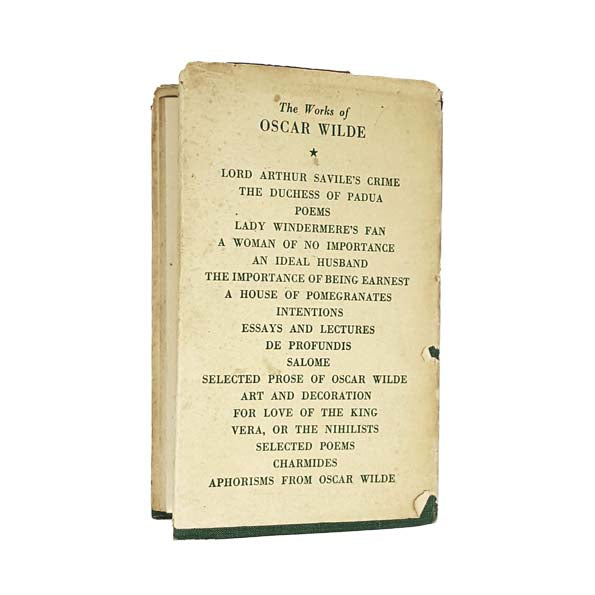 The Works of
OSCAR WILDE
★
LORD ARTHUR SAVILE'S CRIME
THE DUCHESS OF PADUA
POEMS
LADY WINDERMERE'S FAN
A WOMAN OF NO IMPORTANCE
AN IDEAL HUSBAND
THE IMPORTANCE OF BEING EARNEST
A HOUSE OF POMEGRANATES
INTENTIONS
ESSAYS AND LECTURES
DE PROFUNDIS
SALOME
SELECTED PROSE OF OSCAR WILDE
ART AND DECORATION
FOR LOVE OF THE KING
VERA, OR THE NIHILISTS
SELECTED POEMS
CHARMIDES
APHORISMS FROM OSCAR WILDE